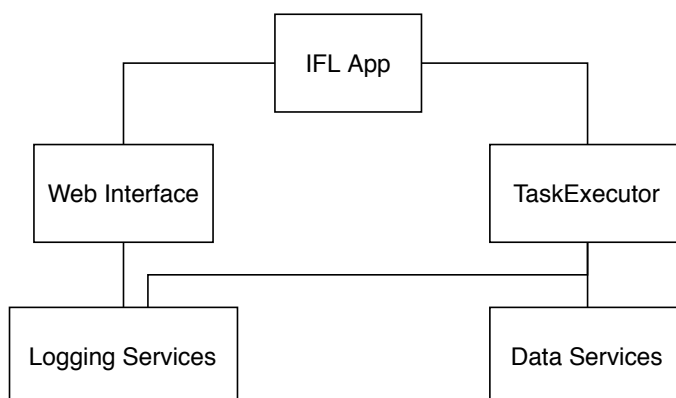 IFL App
Web Interface
TaskExecutor
Logging Services
Data Services